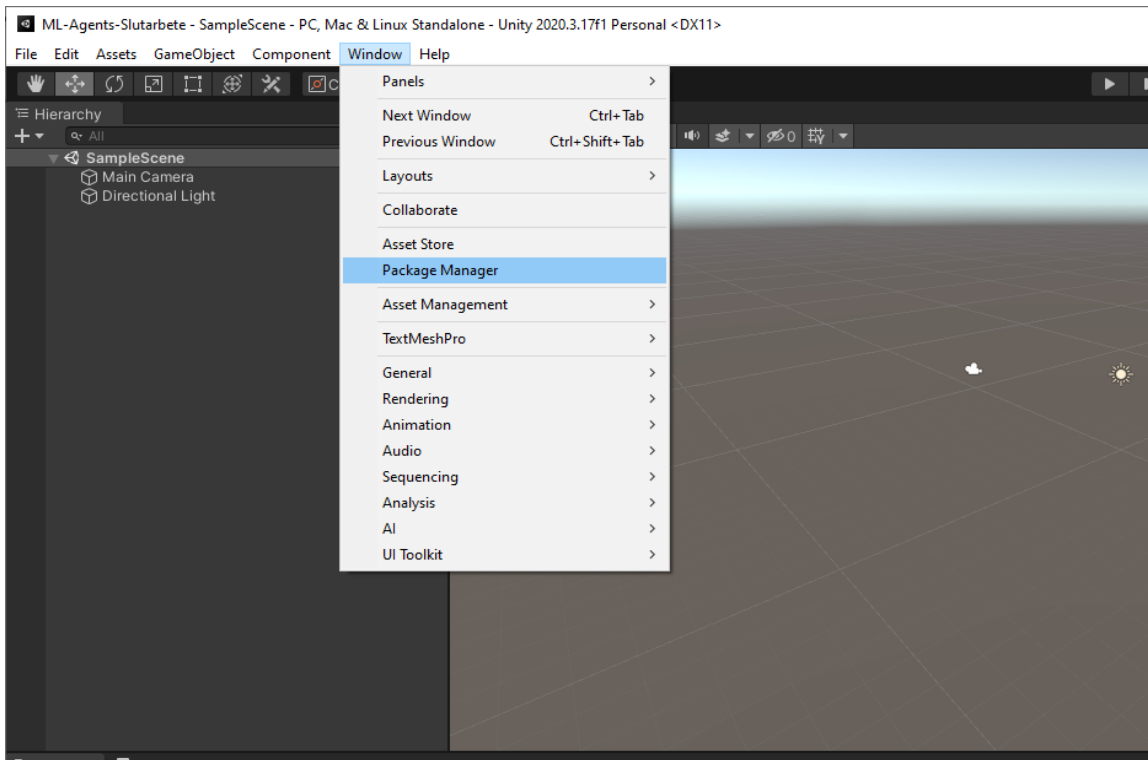 ML-Agents-Slutarbete - SampleScene - PC, Mac & Linux Standalone - Unity 2020.3.17f1 Personal <DX11>
File Edit Assets GameObject Component Window Help
Hierarchy
All
SampleScene
Main Camera
Directional Light
Panels
Next Window Ctrl+Tab
Previous Window Ctrl+Shift+Tab
Layouts
Collaborate
Asset Store
Package Manager
Asset Management
TextMeshPro
General
Rendering
Animation
Audio
Sequencing
Analysis
AI
UI Toolkit
0